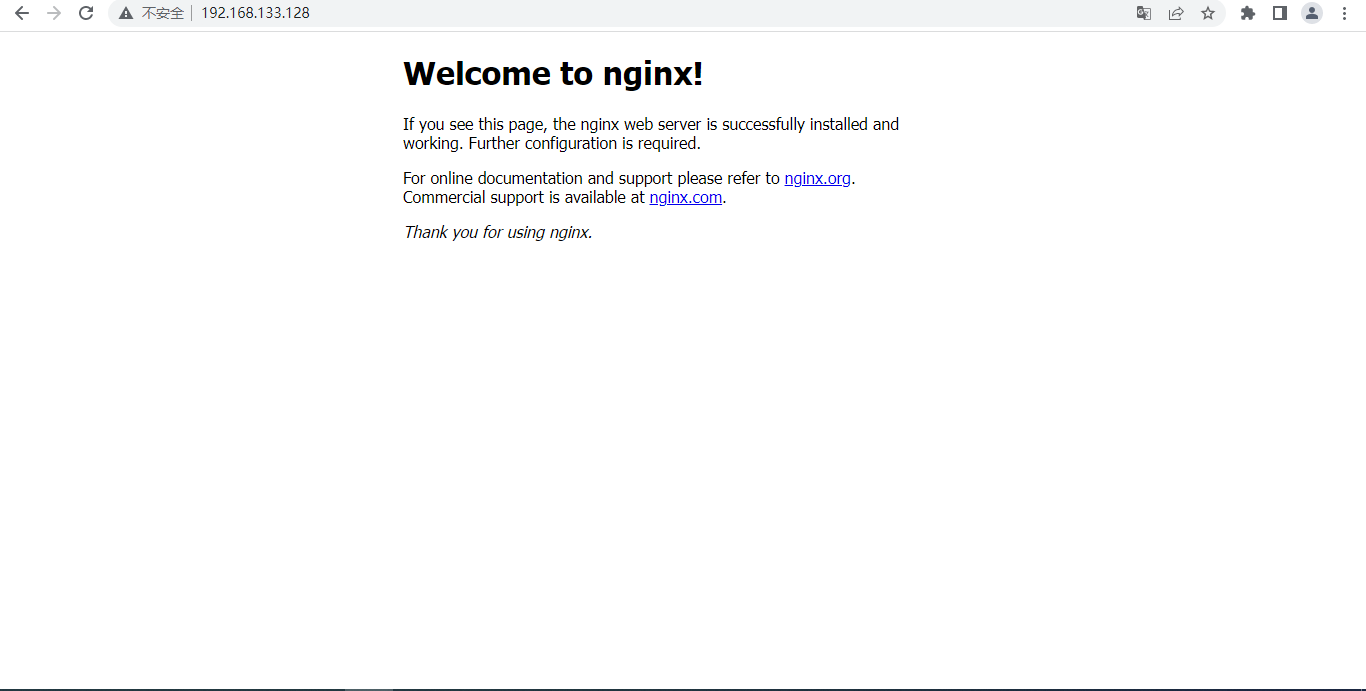 不安全 192.168.133.128
Welcome to nginx!
If you see this page, the nginx web server is successfully installed and
working. Further configuration is required.
For online documentation and support please refer to nginx.org.
Commercial support is available at nginx.com.
Thank you for using nginx.